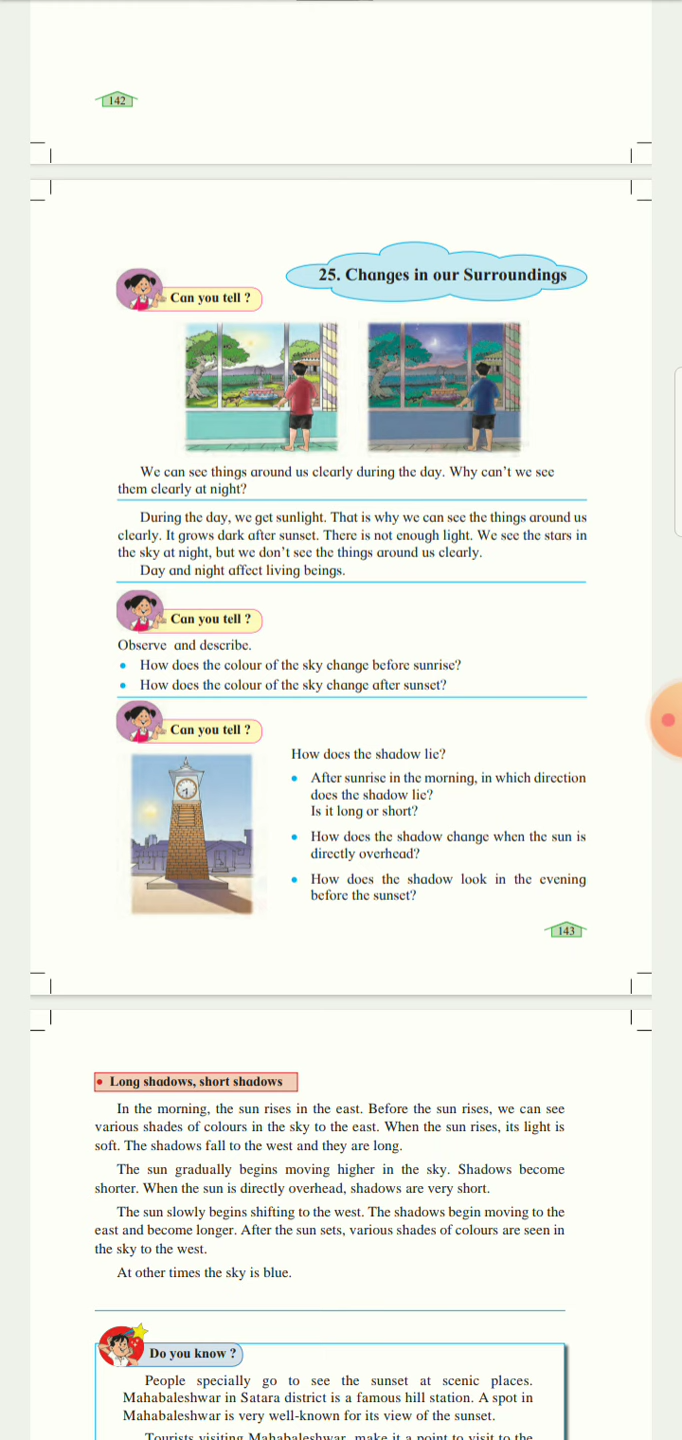 142
25. Changes in our Surroundings
Can you tell ?
We can see things around us clearly during the day. Why can't we see
them clearly at night?
During the day, we get sunlight. That is why we can see the things around us
clearly. It grows dark after sunset. There is not enough light. We see the stars in
the sky at night, but we don't see the things around us clearly.
Day and night affect living beings.
Can you tell ?
Observe and describe.
• How does the colour of the sky change before sunrise?
• How does the colour of the sky change after sunset?
Can you tell ?
How does the shadow lie?
• After sunrise in the morning, in which direction
does the shadow lie?
Is it long or short?
• How does the shadow change when the sun is
directly overhead?
• How does the shadow look in the evening
before the sunset?
143
• Long shadows, short shadows
In the morning, the sun rises in the east. Before the sun rises, we can see
various shades of colours in the sky to the east. When the sun rises, its light is
soft. The shadows fall to the west and they are long.
The sun gradually begins moving higher in the sky. Shadows become
shorter. When the sun is directly overhead, shadows are very short.
The sun slowly begins shifting to the west. The shadows begin moving to the
east and become longer. After the sun sets, various shades of colours are seen in
the sky to the west.
At other times the sky is blue.
Do you know ?
People specially go to see the sunset at scenic places.
Mahabaleshwar in Satara district is a famous hill station. A spot in
Mahabaleshwar is very well-known for its view of the sunset.
Tourists visiting Mahabaleshwar, make it a point to visit to the